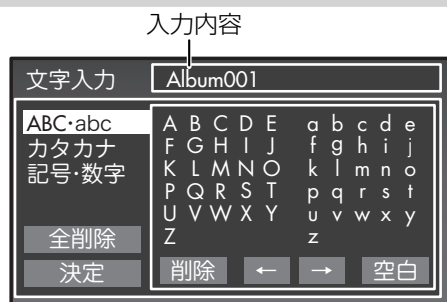 入力内容
文字入力 Album001
ABC･abc
カタカナ
記号･数字
全削除
決定
A B C D E a b c d e
F G H I J f g h i j
K L M N O k l m n o
P Q R S T p q r s t
U V W X Y u v w x y
Z z
削除 ← → 空白